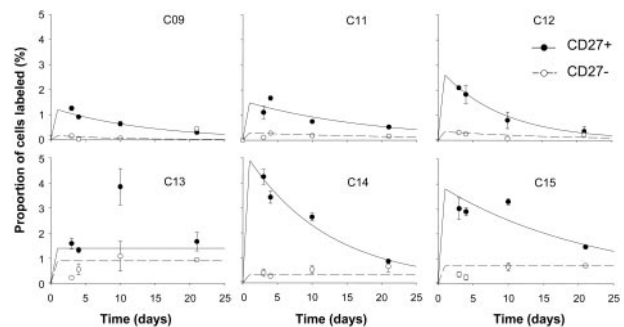 C09
C11
C12
CD27+
CD27-
5
4
3
2
1
0
C13
C14
C15
5
4
3
2
1
0
0 5 10 15 20 25
0 5 10 15 20 25
0 5 10 15 20 25
Proportion of cells labeled (%)
Time (days)
Time (days)
Time (days)